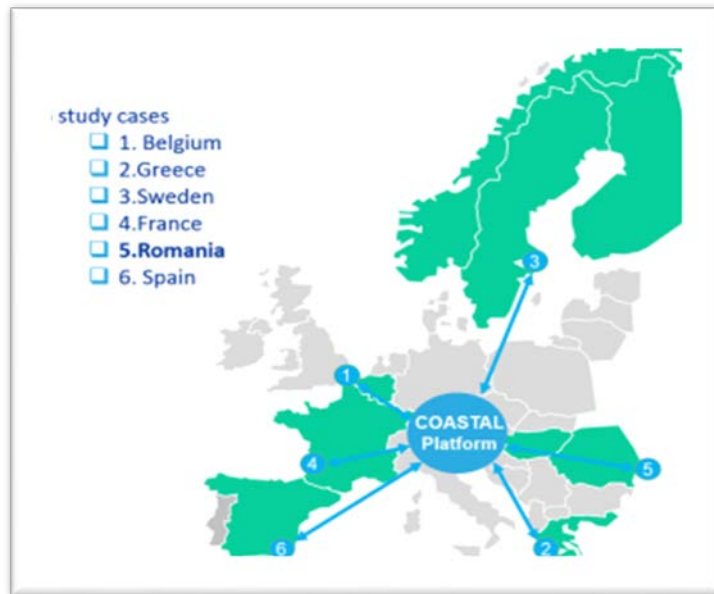 study cases
1. Belgium
2.Greece
3.Sweden
4.France
5.Romania
6. Spain
3
1
COASTAL
Platform
4
5
6
2